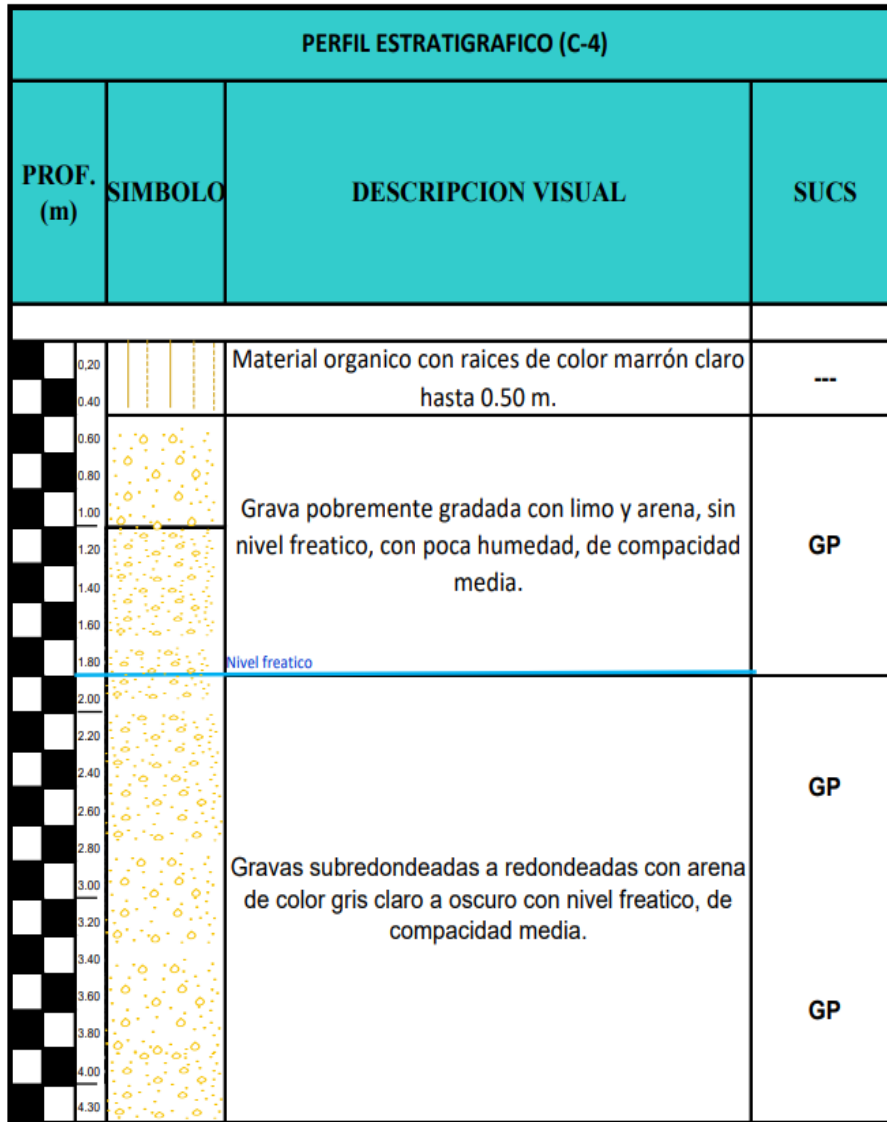 PERFIL ESTRATIGRAFICO (C-4)
PROF.
(m)
SIMBOLO
DESCRIPCION VISUAL
SUCS
0,20
0.40
Material organico con raices de color marrón claro
hasta 0.50 m.
---
0.60
0.80
1.00
1.20
1.40
1.60
1.80
Grava pobremente gradada con limo y arena, sin
nivel freatico, con poca humedad, de compacidad
media.
GP
Nivel freatico
2.00
2.20
2.40
2.60
2.80
3.00
3.20
3.40
3.60
3.80
4.00
4.30
Gravas subredondeadas a redondeadas con arena
de color gris claro a oscuro con nivel freatico, de
compacidad media.
GP
GP